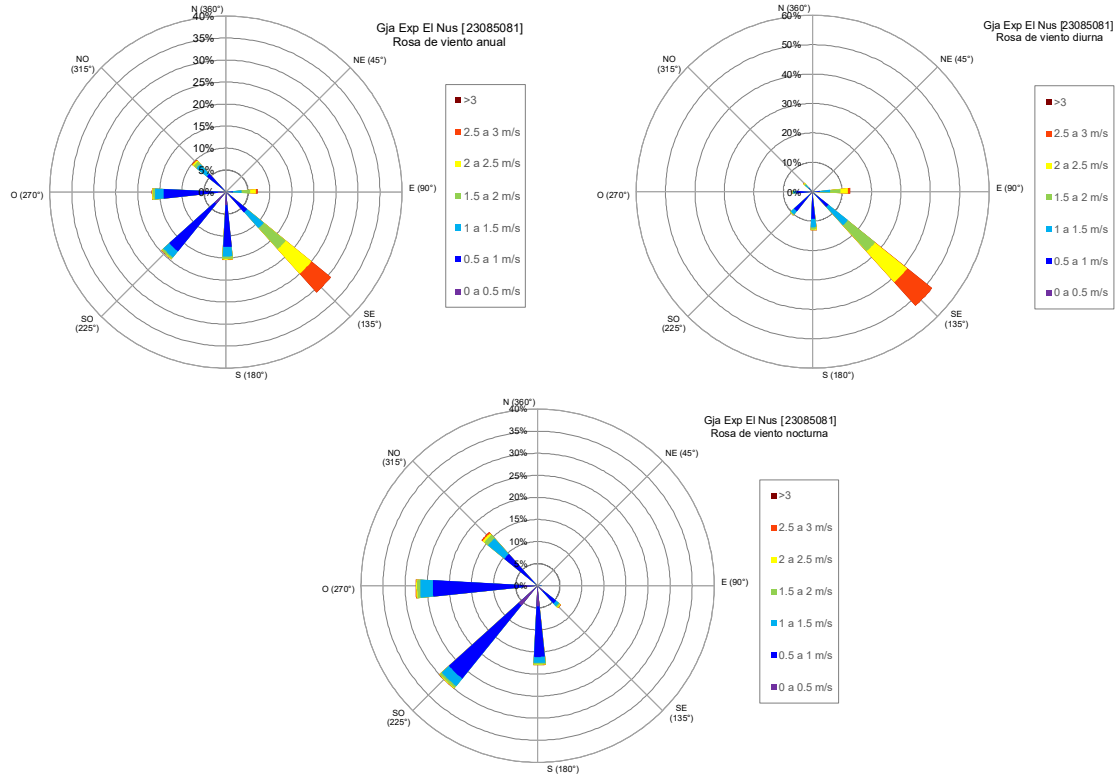 N (360°)
40%
35%
30%
25%
20%
15%
10%
5%
0%
NE (45°)
E (90°)
SE
(135°)
S (180°)
SO
(225°)
O (270°)
NO
(315°)
Gja Exp El Nus [23085081]
Rosa de viento anual
>3
2.5 a 3 m/s
2 a 2.5 m/s
1.5 a 2 m/s
1 a 1.5 m/s
0.5 a 1 m/s
0 a 0.5 m/s
N (360°)
60%
50%
40%
30%
20%
10%
0%
NE (45°)
E (90°)
SE
(135°)
S (180°)
SO
(225°)
O (270°)
NO
(315°)
Gja Exp El Nus [23085081]
Rosa de viento diurna
>3
2.5 a 3 m/s
2 a 2.5 m/s
1.5 a 2 m/s
1 a 1.5 m/s
0.5 a 1 m/s
0 a 0.5 m/s
N (360°)
40%
35%
30%
25%
20%
15%
10%
5%
0%
NE (45°)
E (90°)
SE
(135°)
S (180°)
SO
(225°)
O (270°)
NO
(315°)
Gja Exp El Nus [23085081]
Rosa de viento nocturna
>3
2.5 a 3 m/s
2 a 2.5 m/s
1.5 a 2 m/s
1 a 1.5 m/s
0.5 a 1 m/s
0 a 0.5 m/s